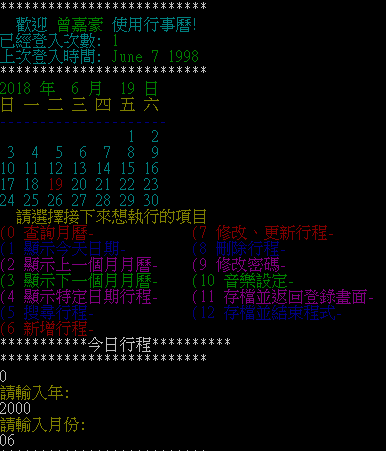 **************************
歡迎 曾嘉豪 使用行事曆!
已經登入次數: 1
上次登入時間: June 7 1998
**************************
2018 年 6 月 19 日
日 一 二 三 四 五 六
---------------------
1 2
3 4 5 6 7 8 9
10 11 12 13 14 15 16
17 18 19 20 21 22 23
24 25 26 27 28 29 30
請選擇接下來想執行的項目
(0 查詢月曆~ (7 修改、更新行程~
(1 顯示今天日期~ (8 刪除行程~
(2 顯示上一個月月曆~ (9 修改密碼~
(3 顯示下一個月月曆~ (10 音樂設定~
(4 顯示特定日期行程~ (11 存檔並返回登錄畫面~
(5 搜尋行程~ (12 存檔並結束程式~
(6 新增行程~
***********今日行程**********
**************************
0
請輸入年:
2000
請輸入月份:
06